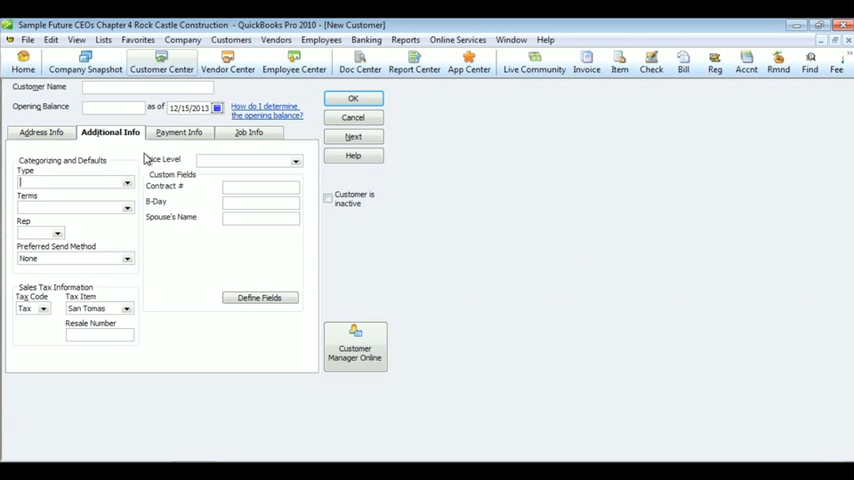 Sample Future CEOs Chapter 4 Rock Castle Construction - QuickBooks Pro 2010 - [New Customer]
File Edit View Lists Favorites Company Customers Vendors Employees Banking Reports Online Services Window Help
Home Company Snapshot Customer Center Vendor Center Employee Center Doc Center Report Center App Center Live Community Invoice Item Check Bill Reg Accnt Rmnd Find Fee
Customer Name
Opening Balance as of 12/15/2013 How do I determine
the opening balance?
OK
Cancel
Next
Help
Customer is
inactive
Address Info Additional Info Payment Info Job Info
Categorizing and Defaults
Type
Terms
Rep
Preferred Send Method
None
Level
Custom Fields
Contract #
B-Day
Spouse's Name
Define Fields
Sales Tax Information
Tax Code Tax Item
Tax San Tomas
Resale Number
Customer
Manager Online